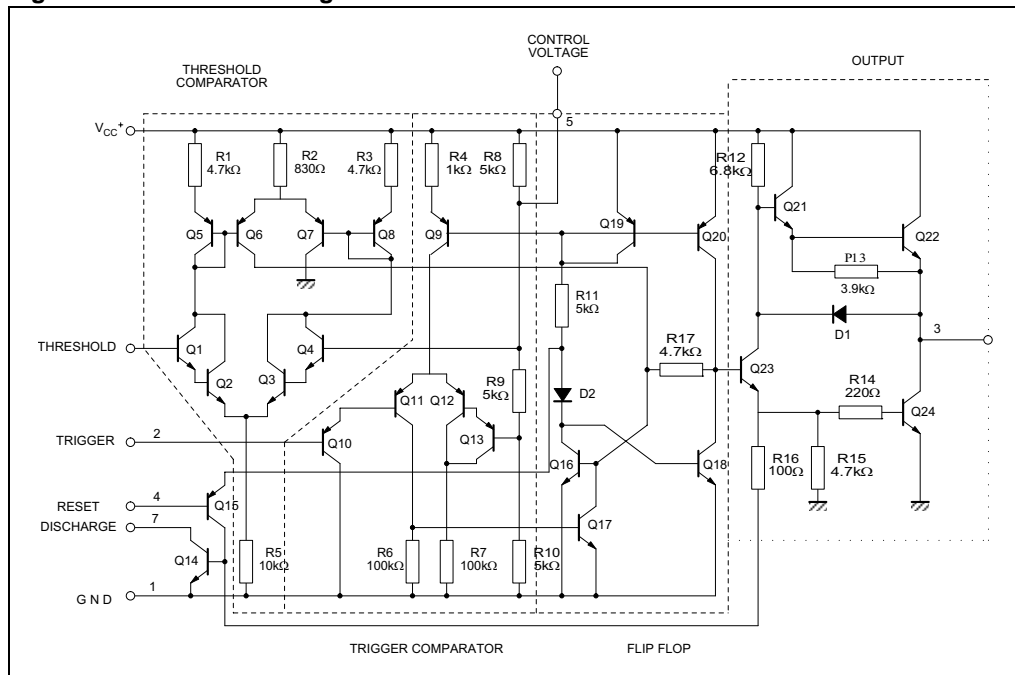 CONTROL
VOLTAGE
OUTPUT
THRESHOLD
COMPARATOR
5
VCC+
R1
4.7kΩ
R2
830Ω
R3
4.7kΩ
R4
1kΩ
R8
5kΩ
R12
6.8kΩ
Q21
Q5
Q6
Q7
Q8
Q9
Q19
Q20
Q22
P13
3.9kΩ
R11
5kΩ
D1
3
R17
4.7kΩ
THRESHOLD
Q1
Q4
Q2
Q3
Q23
R9
5kΩ
D2
R14
220Ω
Q11
Q12
Q24
TRIGGER
2
Q10
Q13
Q16
Q18
R16
100Ω
R15
4.7kΩ
RESET
4
Q15
DISCHARGE
7
Q17
Q14
R5
10kΩ
R6
100kΩ
R7
100kΩ
R10
5kΩ
G N D
1
TRIGGER COMPARATOR
FLIP FLOP